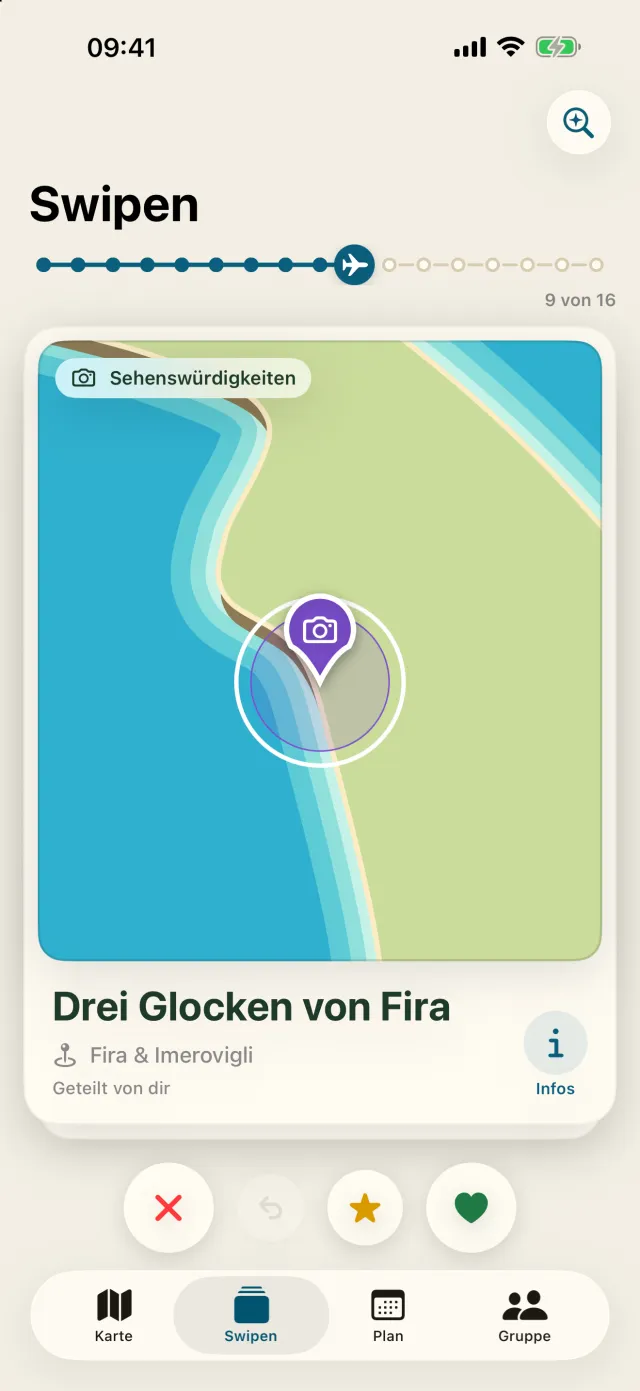 09:41
Swipen
9 von 16
Sehenswürdigkeiten
Drei Glocken von Fira
Fira & Imerovigli
Geteilt von dir
Infos
Karte
Swipen
Plan
Gruppe